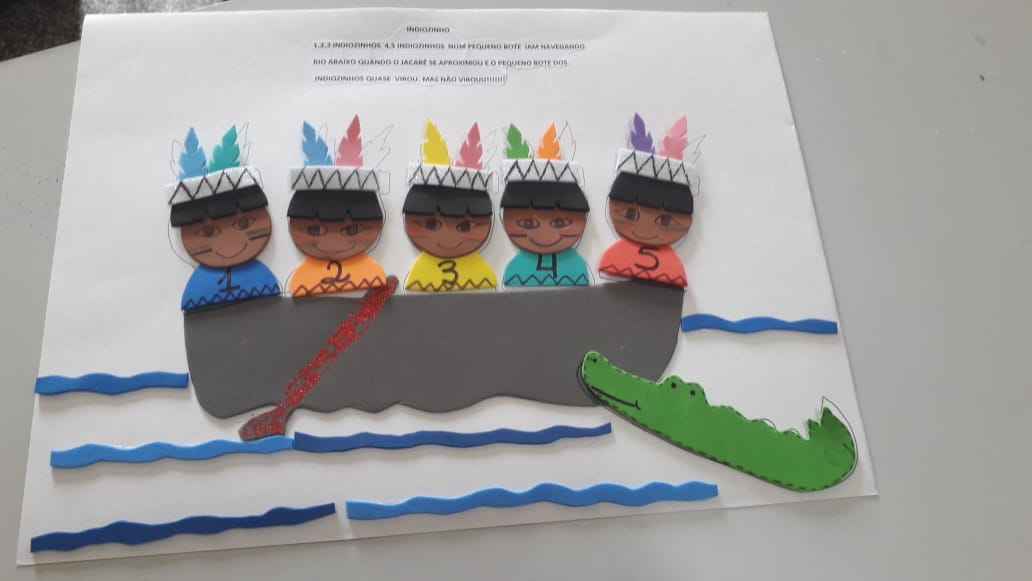 INDIOZINHO
1,2,3 INDIOZINHOS 4,5 INDIOZINHOS NUM PEQUENO BOTE IAM NAVEGANDO
RIO ABAIXO QUANDO O JACARÉ SE APROXIMOU E O PEQUENO BOTE DOS
INDIOZINHOS QUASE VIROU. MAS NÃO VIROUU!!!!!!!
1 2 3 4 5